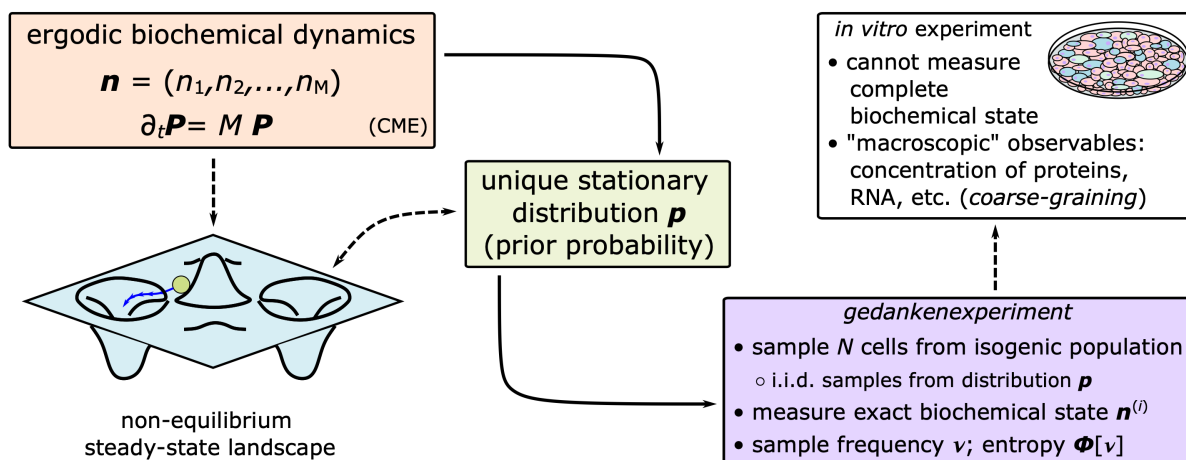 ergodic biochemical dynamics
n = (n₁,n₂,...,n_M)
∂ₜP= M P (CME)
non-equilibrium
steady-state landscape
unique stationary
distribution p
(prior probability)
gedankenexperiment
• sample N cells from isogenic population
○ i.i.d. samples from distribution p
• measure exact biochemical state n⁽ⁱ⁾
• sample frequency ν; entropy Φ[ν]
in vitro experiment
• cannot measure
complete
biochemical state
• "macroscopic" observables:
concentration of proteins,
RNA, etc. (coarse-graining)